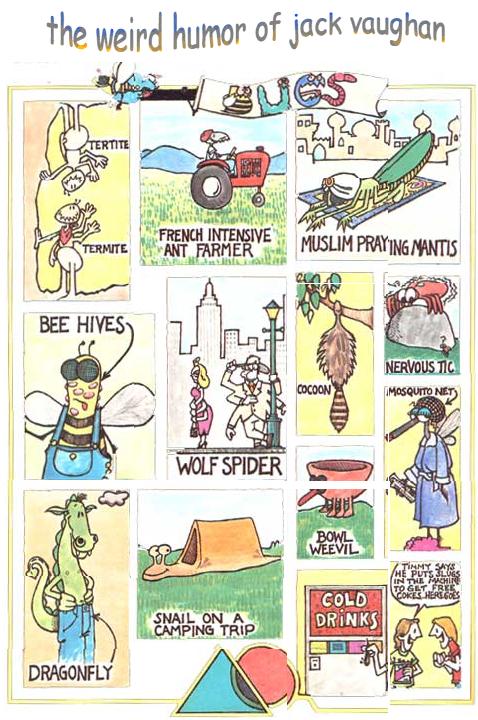 the weird humor of jack vaughan
BUGS
TERTITE
TERMITE
FRENCH INTENSIVE
ANT FARMER
MUSLIM PRAYING MANTIS
BEE HIVES
WOLF SPIDER
COCOON
NERVOUS TIC
MOSQUITO NET
DRAGONFLY
SNAIL ON A
CAMPING TRIP
BOWL
WEEVIL
COLD
DRINKS
TIMMY SAYS
HE PUTS SLUGS
IN THE MACHINE
TO GET FREE
COKES. HERE GOES